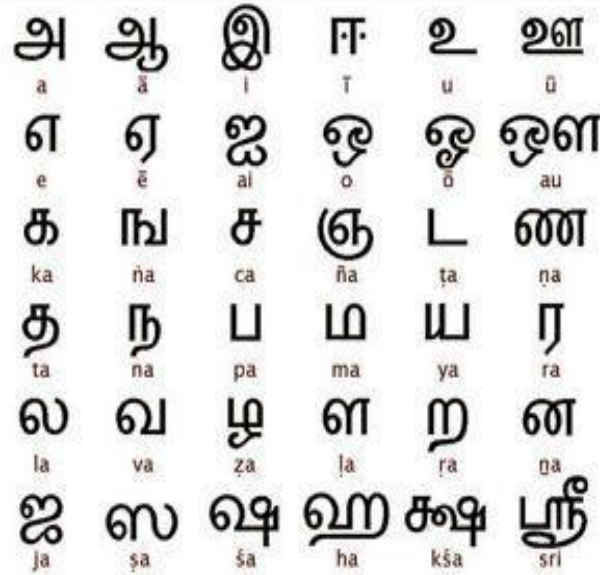 அ ஆ இ ஈ உ ஊ
a ā i ī u ū
எ ஏ ஐ ஒ ஓ ஔ
e ē ai o ō au
க ங ச ஞ ட ண
ka ṅa ca ña ṭa ṇa
த ந ப ம ய ர
ta na pa ma ya ra
ல வ ழ ள ற ன
la va ẓa ḷa ṛa ṉa
ஜ ஸ ஷ ஹ க்ஷ ஸ்ரீ
ja ṣa śa ha kśa sri